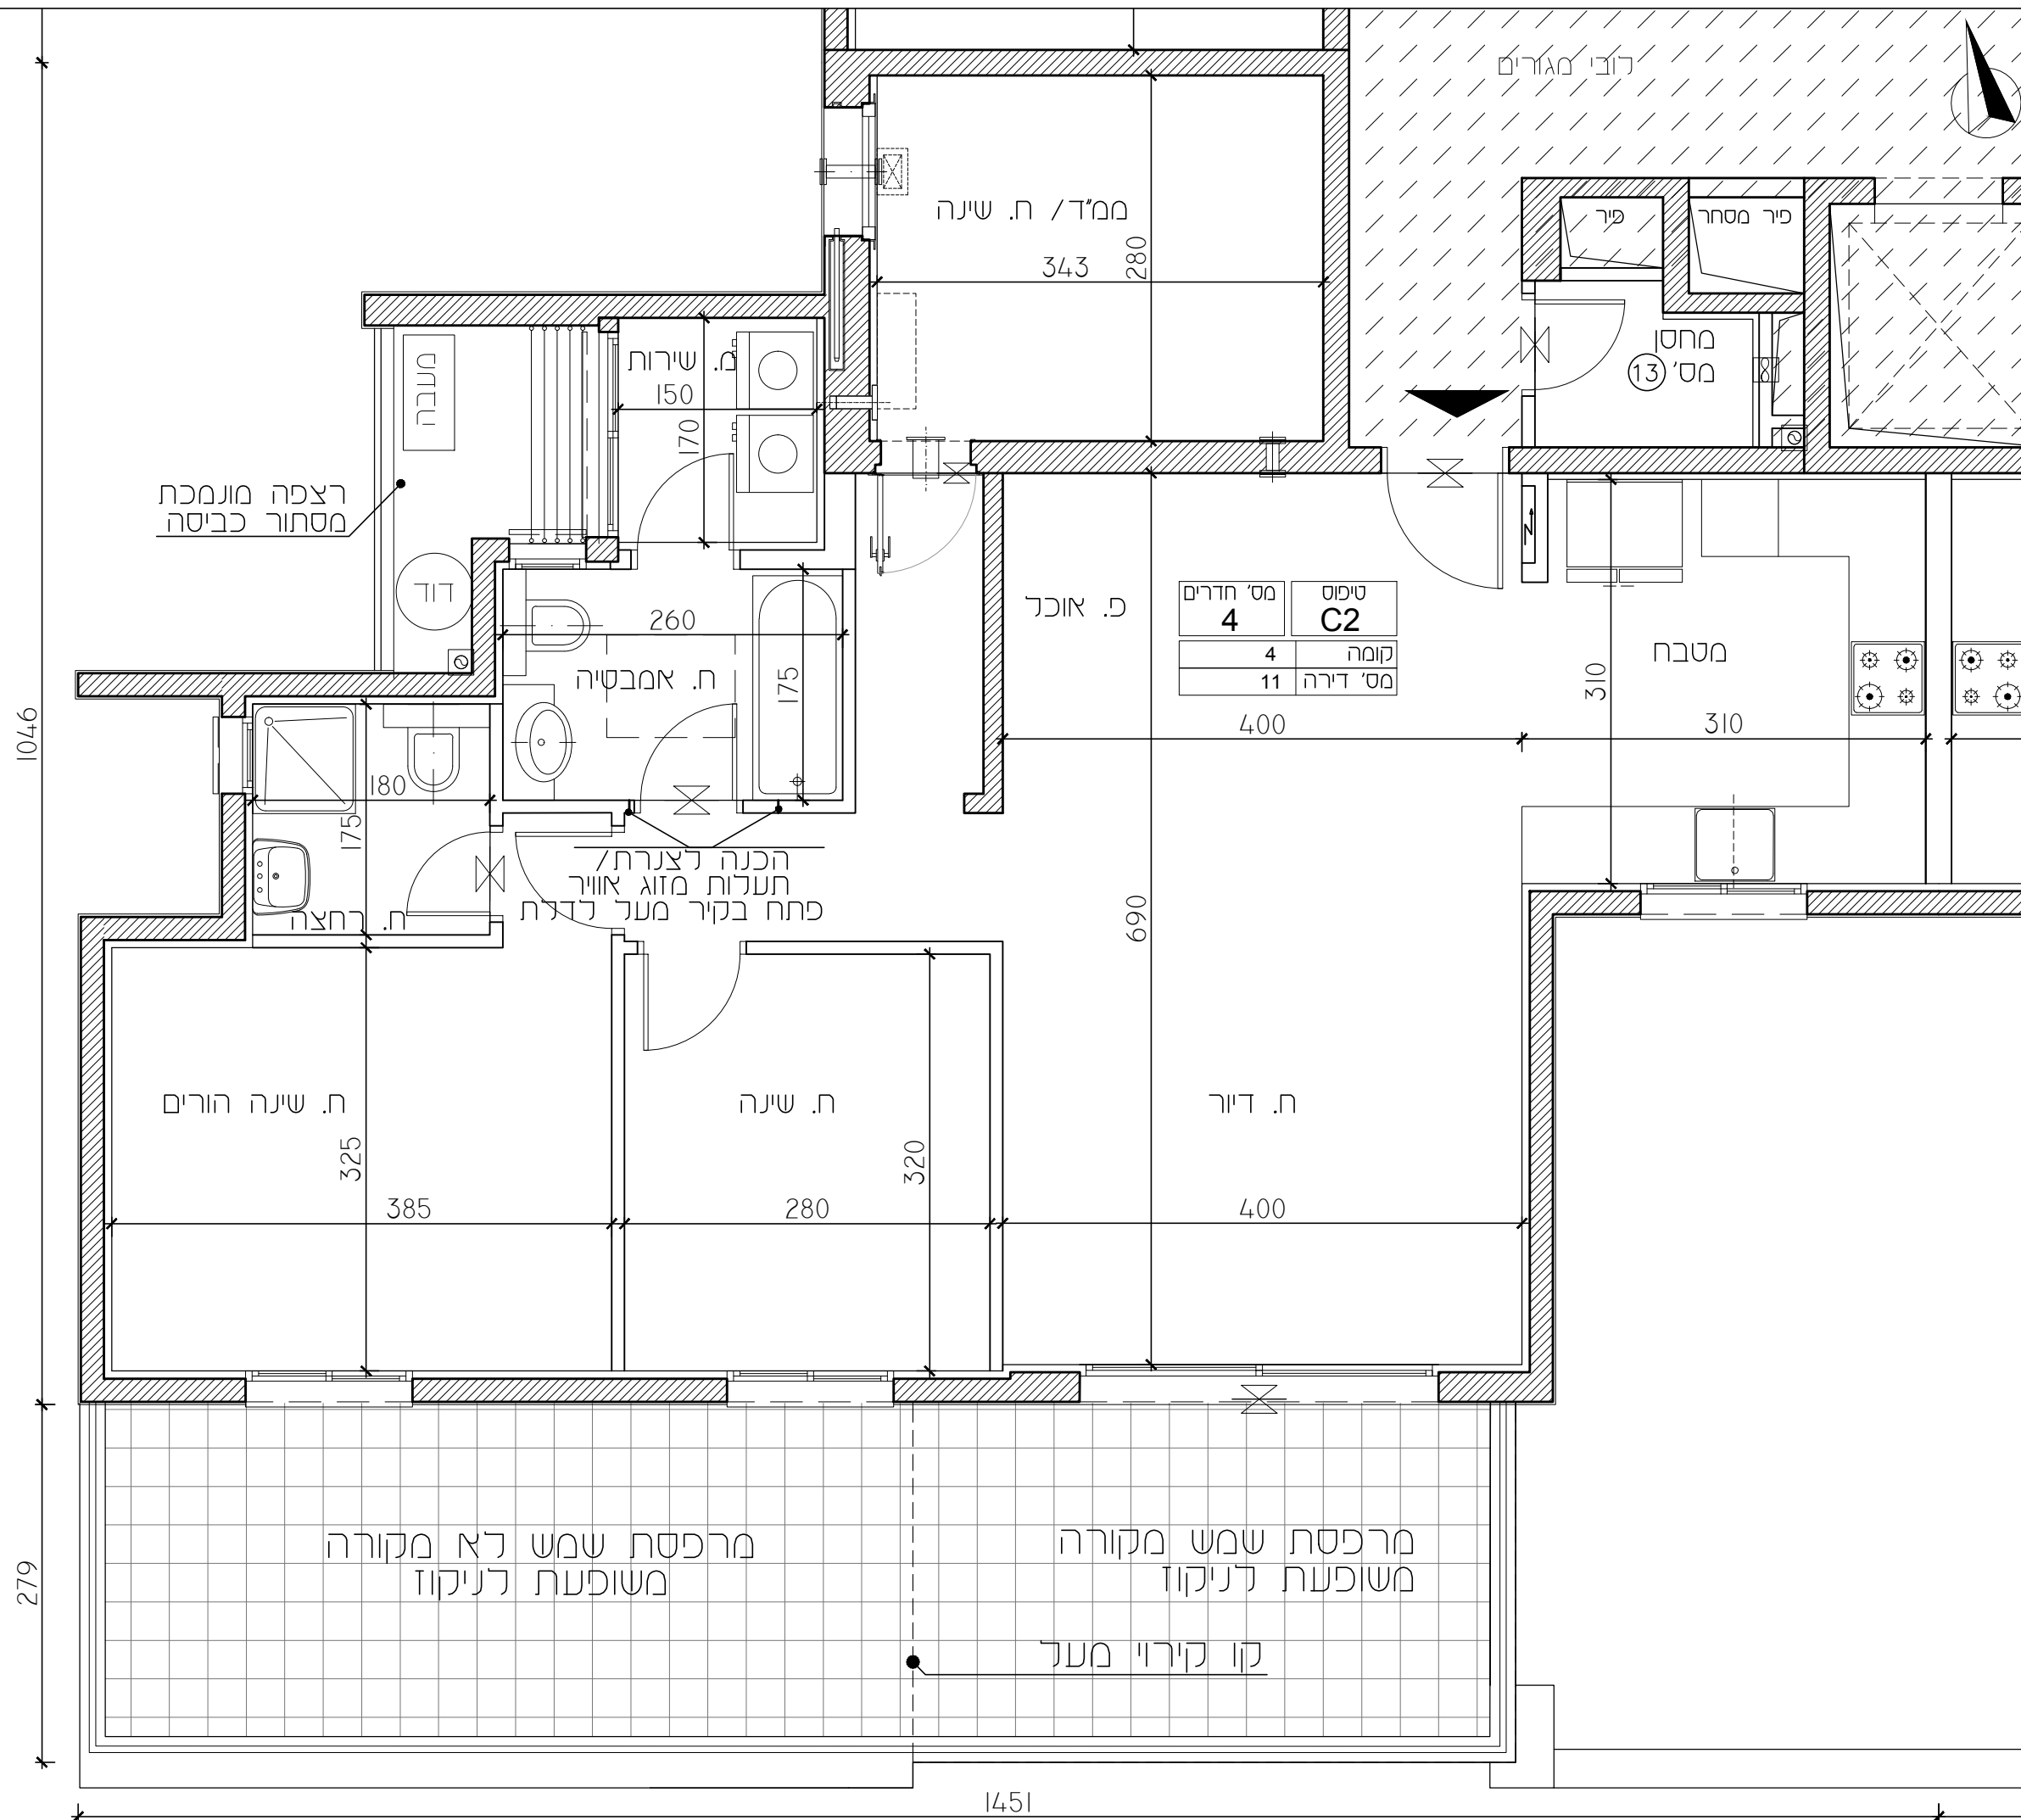 לובי מגורים
ממ"ד/ ח. שינה
343
280
פיר
פיר מסחר
מחסן
מס' 13
מ. שירות
150
170
מעבה
רצפה מונמכת
מסתור כביסה
דוד
260
ח. אמבטיה
175
פ. אוכל
מס' חדרים
4
טיפוס
C2
קומה 4
מס' דירה 11
מטבח
310
310
400
1046
180
175
ח. רחצה
הכנה לצנרת/
תעלות מזוג אוויר
פתח בקיר מעל לדלת
690
ח. שינה הורים
325
385
ח. שינה
320
280
ח. דיור
400
מרפסת שמש לא מקורה
משופעת לניקוז
מרפסת שמש מקורה
משופעת לניקוז
קו קירוי מעל
279
1451